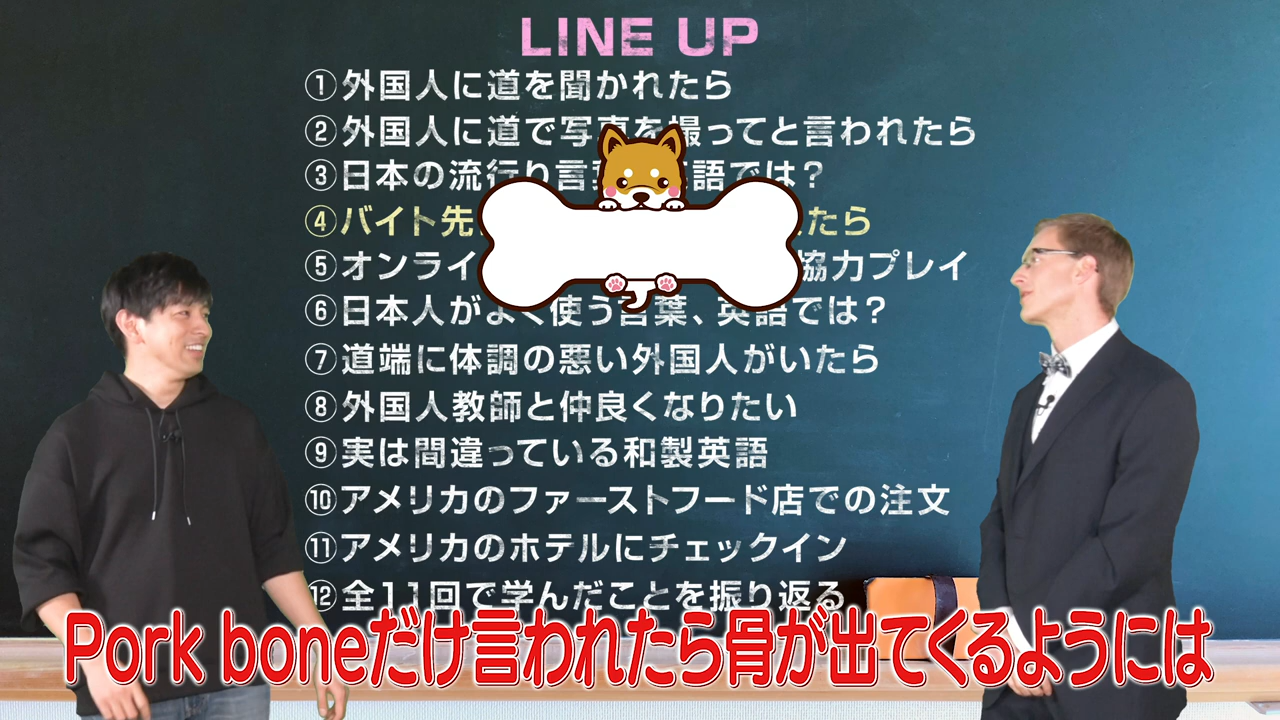 LINE UP
①外国人に道を聞かれたら
②外国人に道で写真を撮ってと言われたら
③日本の流行り言葉 英語では？
④バイト先 たら
⑤オンライ 協力プレイ
⑥日本人がよく使う言葉、英語では？
⑦道端に体調の悪い外国人がいたら
⑧外国人教師と仲良くなりたい
⑨実は間違っている和製英語
⑩アメリカのファーストフード店での注文
⑪アメリカのホテルにチェックイン
⑫全11回で学んだことを振り返る
Pork boneだけ言われたら骨が出てくるようには